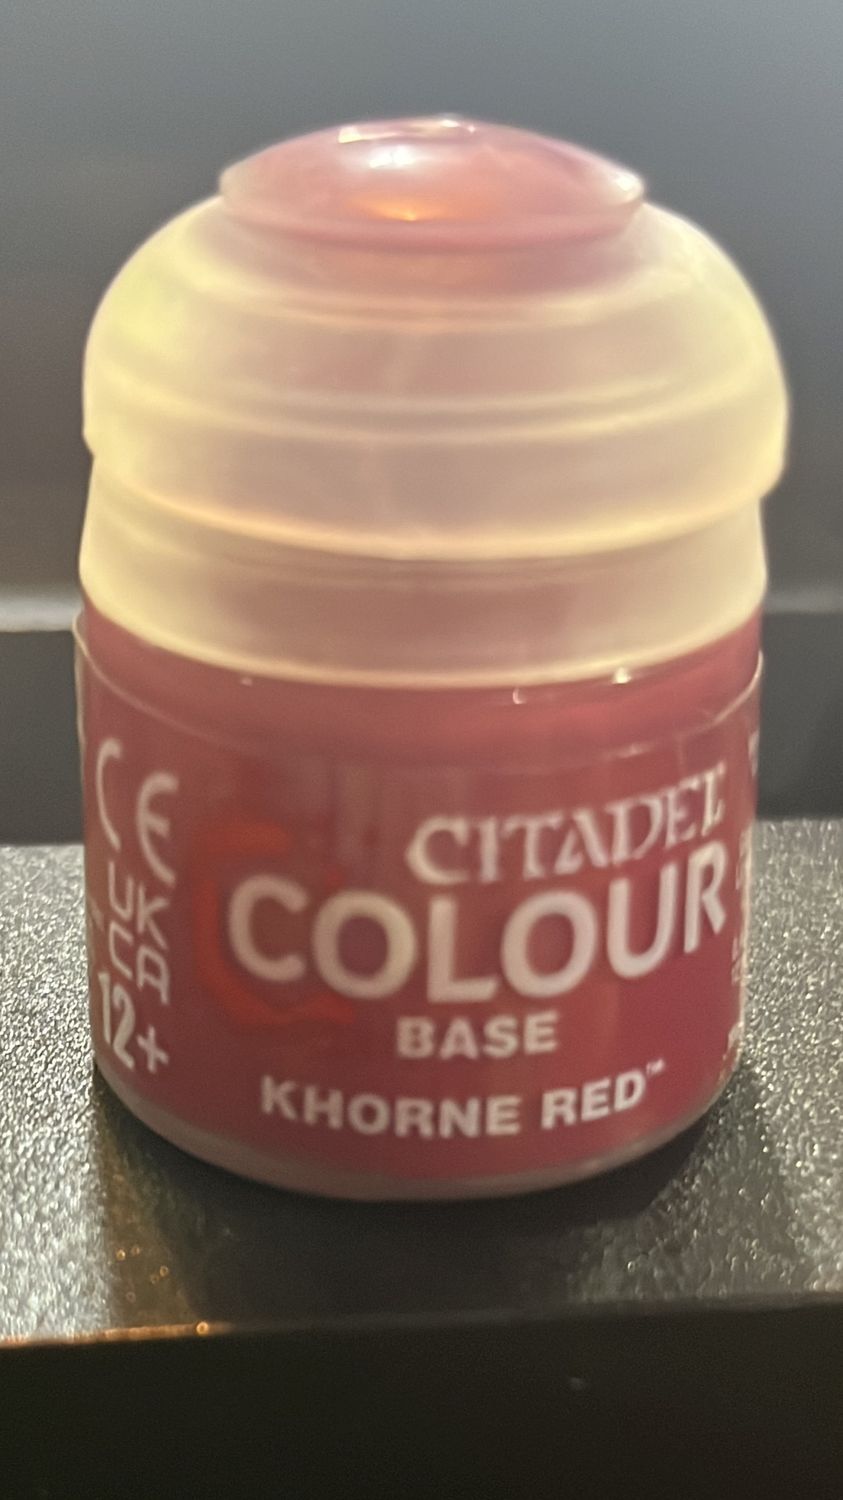 CE
UK
CA
12+
CITADEL
COLOUR
BASE
KHORNE RED™